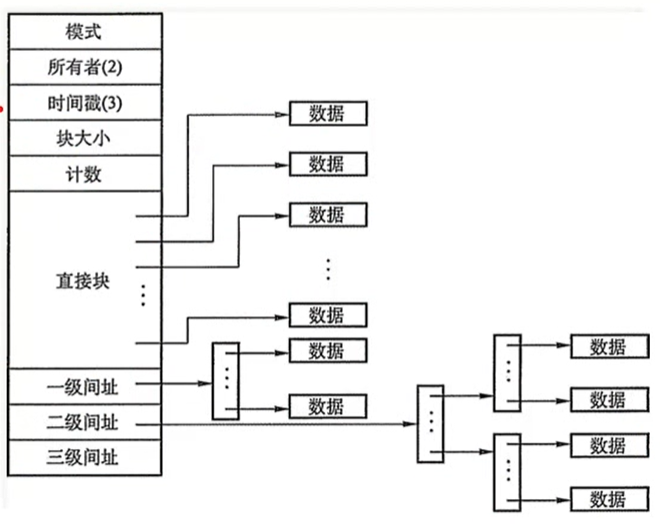 模式
所有者(2)
时间戳(3)
块大小
计数
直接块
一级间址
二级间址
三级间址
数据
数据
数据
数据
数据
数据
数据
数据
数据
数据